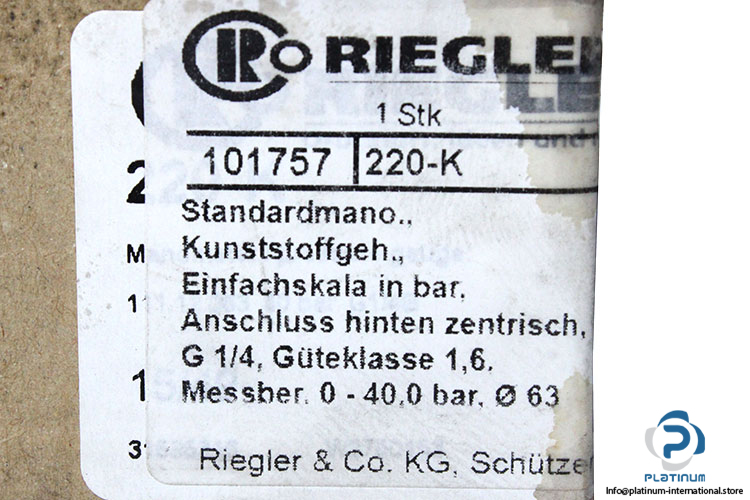 RIEGLER
1 Stk
101757 220-K
Standardmano.,
Kunststoffgeh.,
Einfachskala in bar,
Anschluss hinten zentrisch,
G 1/4, Güteklasse 1,6,
Messber. 0 - 40,0 bar, Ø 63
Riegler & Co. KG, Schütze
PLATINUM
Info@platinum-international.store